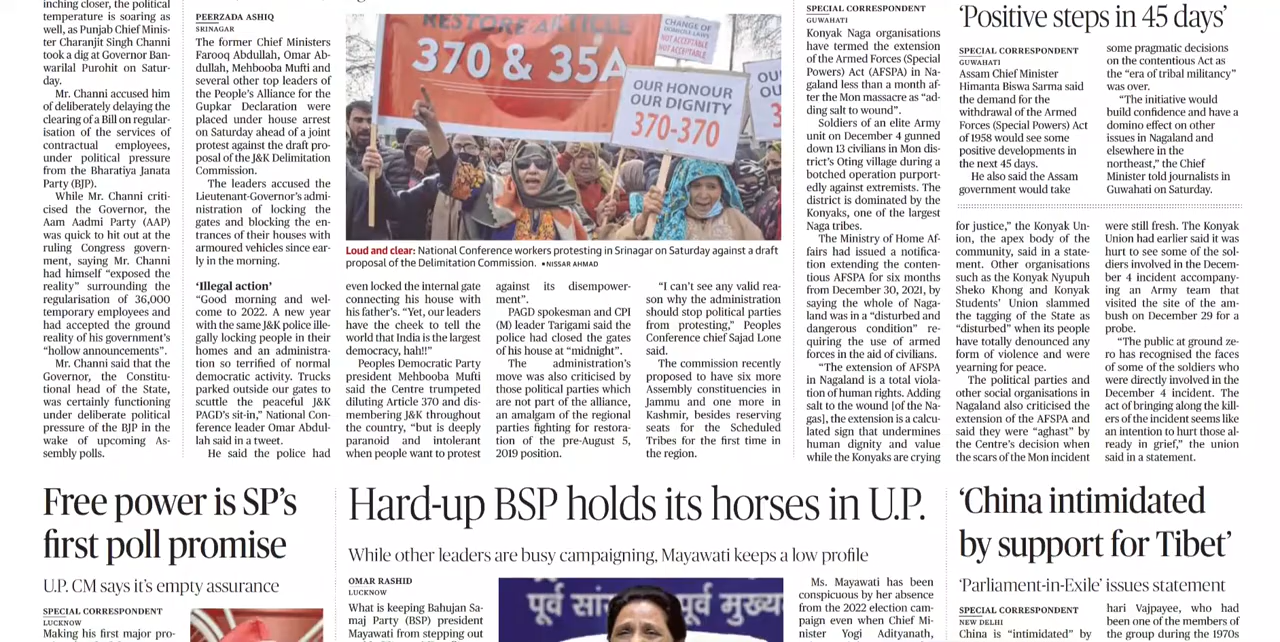 inching closer, the political
temperature is soaring as
well, as Punjab Chief Minis-
ter Charanjit Singh Channi
took a dig at Governor Ban-
warilal Purohit on Satur-
day.
Mr. Channi accused him
of deliberately delaying the
clearing of a Bill on regular-
isation of the services of
contractual employees,
under political pressure
from the Bharatiya Janata
Party (BJP).
While Mr. Channi criti-
cised the Governor, the
Aam Aadmi Party (AAP)
was quick to hit out at the
ruling Congress govern-
ment, saying Mr. Channi
had himself “exposed the
reality” surrounding the
regularisation of 36,000
temporary employees and
had accepted the ground
reality of his government’s
“hollow announcements”.
Mr. Channi said that the
Governor, the Constitu-
tional head of the State,
was certainly functioning
under deliberate political
pressure of the BJP in the
wake of upcoming As-
sembly polls.
PEERZADA ASHIQ
SRINAGAR
The former Chief Ministers
Farooq Abdullah, Omar Ab-
dullah, Mehbooba Mufti and
several other top leaders of
the People’s Alliance for the
Gupkar Declaration were
placed under house arrest
on Saturday ahead of a joint
protest against the draft pro-
posal of the J&K Delimitation
Commission.
The leaders accused the
Lieutenant-Governor’s admi-
nistration of locking the
gates and blocking the en-
trances of their houses with
armoured vehicles since ear-
ly in the morning.
‘Illegal action’
“Good morning and wel-
come to 2022. A new year
with the same J&K police ille-
gally locking people in their
homes and an administra-
tion so terrified of normal
democratic activity. Trucks
parked outside our gates to
scuttle the peaceful J&K
PAGD’s sit-in,” National Con-
ference leader Omar Abdul-
lah said in a tweet.
He said the police had
RESTORE ARTICLE
370 & 35A
CHANGE OF
DOMICILE LAWS
NOT ACCEPTABLE
NOT ACCEPTABLE
OUR HONOUR
OUR DIGNITY
370-370
OU
OU
3
Loud and clear: National Conference workers protesting in Srinagar on Saturday against a draft
proposal of the Delimitation Commission. ■ NISSAR AHMAD
even locked the internal gate
connecting his house with
his father’s. “Yet, our leaders
have the cheek to tell the
world that India is the largest
democracy, hah!!”
Peoples Democratic Party
president Mehbooba Mufti
said the Centre trumpeted
diluting Article 370 and dis-
membering J&K throughout
the country, “but is deeply
paranoid and intolerant
when people want to protest
against its disempower-
ment”.
PAGD spokesman and CPI
(M) leader Tarigami said the
police had closed the gates
of his house at “midnight”.
The administration’s
move was also criticised by
those political parties which
are not part of the alliance,
an amalgam of the regional
parties fighting for restora-
tion of the pre-August 5,
2019 position.
“I can’t see any valid rea-
son why the administration
should stop political parties
from protesting,” Peoples
Conference chief Sajad Lone
said.
The commission recently
proposed to have six more
Assembly constituencies in
Jammu and one more in
Kashmir, besides reserving
seats for the Scheduled
Tribes for the first time in
the region.
SPECIAL CORRESPONDENT
GUWAHATI
Konyak Naga organisations
have termed the extension
of the Armed Forces (Special
Powers) Act (AFSPA) in Na-
galand less than a month af-
ter the Mon massacre as “ad-
ding salt to wound”.
Soldiers of an elite Army
unit on December 4 gunned
down 13 civilians in Mon dis-
trict’s Oting village during a
botched operation purport-
edly against extremists. The
district is dominated by the
Konyaks, one of the largest
Naga tribes.
The Ministry of Home Af-
fairs had issued a notifica-
tion extending the conten-
tious AFSPA for six months
from December 30, 2021, by
saying the whole of Naga-
land was in a “disturbed and
dangerous condition” re-
quiring the use of armed
forces in the aid of civilians.
“The extension of AFSPA
in Nagaland is a total viola-
tion of human rights. Adding
salt to the wound [of the Na-
gas], the extension is a calcu-
lated sign that undermines
human dignity and value
while the Konyaks are crying
‘Positive steps in 45 days’
SPECIAL CORRESPONDENT
GUWAHATI
Assam Chief Minister
Himanta Biswa Sarma said
the demand for the
withdrawal of the Armed
Forces (Special Powers) Act
of 1958 would see some
positive developments in
the next 45 days.
He also said the Assam
government would take
some pragmatic decisions
on the contentious Act as
the “era of tribal militancy”
was over.
“The initiative would
build confidence and have a
domino effect on other
issues in Nagaland and
elsewhere in the
northeast,” the Chief
Minister told journalists in
Guwahati on Saturday.
for justice,” the Konyak Un-
ion, the apex body of the
community, said in a state-
ment. Other organisations
such as the Konyak Nyupuh
Sheko Khong and Konyak
Students’ Union slammed
the tagging of the State as
“disturbed” when its people
have totally denounced any
form of violence and were
yearning for peace.
The political parties and
other social organisations in
Nagaland also criticised the
extension of the AFSPA and
said they were “aghast” by
the Centre’s decision when
the scars of the Mon incident
were still fresh. The Konyak
Union had earlier said it was
hurt to see some of the sol-
diers involved in the Decem-
ber 4 incident accompany-
ing an Army team that
visited the site of the am-
bush on December 29 for a
probe.
“The public at ground ze-
ro has recognised the faces
of some of the soldiers who
were directly involved in the
December 4 incident. The
act of bringing along the kill-
ers of the incident seems like
an intention to hurt those al-
ready in grief,” the union
said in a statement.
Free power is SP’s
first poll promise
U.P. CM says it’s empty assurance
SPECIAL CORRESPONDENT
LUCKNOW
Making his first major pro-
Hard-up BSP holds its horses in U.P.
While other leaders are busy campaigning, Mayawati keeps a low profile
OMAR RASHID
LUCKNOW
What is keeping Bahujan Sa-
maj Party (BSP) president
Mayawati from stepping out
पूर्व सां
पूर्व मुख्य
Ms. Mayawati has been
conspicuous by her absence
from the 2022 election cam-
paign even when Chief Mi-
nister Yogi Adityanath,
‘China intimidated
by support for Tibet’
‘Parliament-in-Exile’ issues statement
SPECIAL CORRESPONDENT
NEW DELHI
China is “intimidated” by
hari Vajpayee, who had
been one of the members of
the group during the 1970s